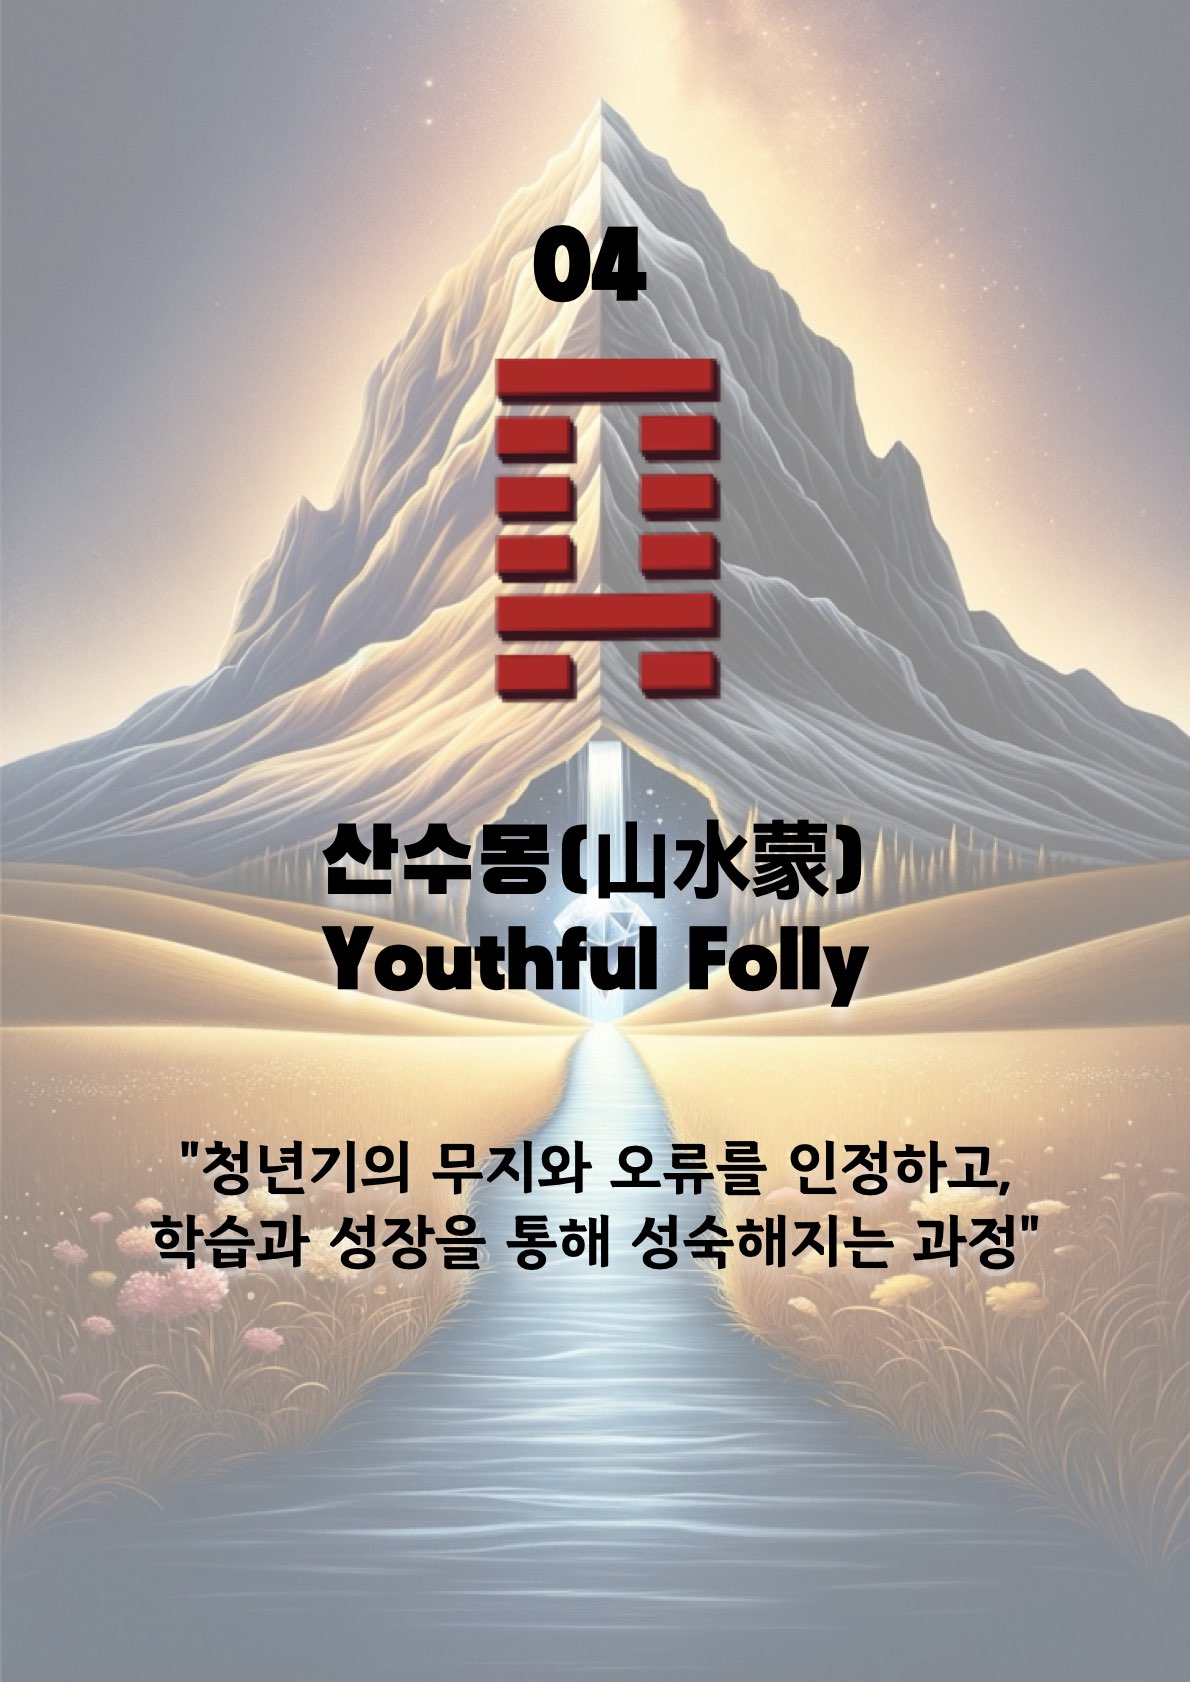 04
산수몽(山水蒙)
Youthful Folly
"청년기의 무지와 오류를 인정하고,
학습과 성장을 통해 성숙해지는 과정"